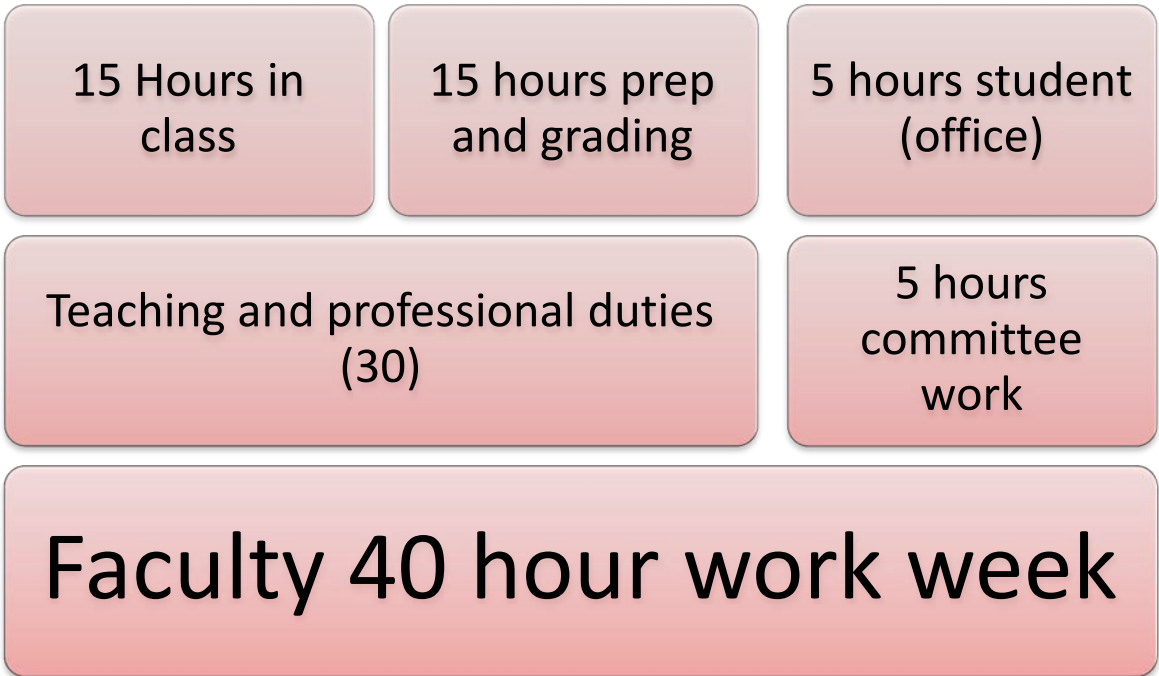 15 Hours in
class
15 hours prep
and grading
5 hours student
(office)
Teaching and professional duties
(30)
5 hours
committee
work
Faculty 40 hour work week